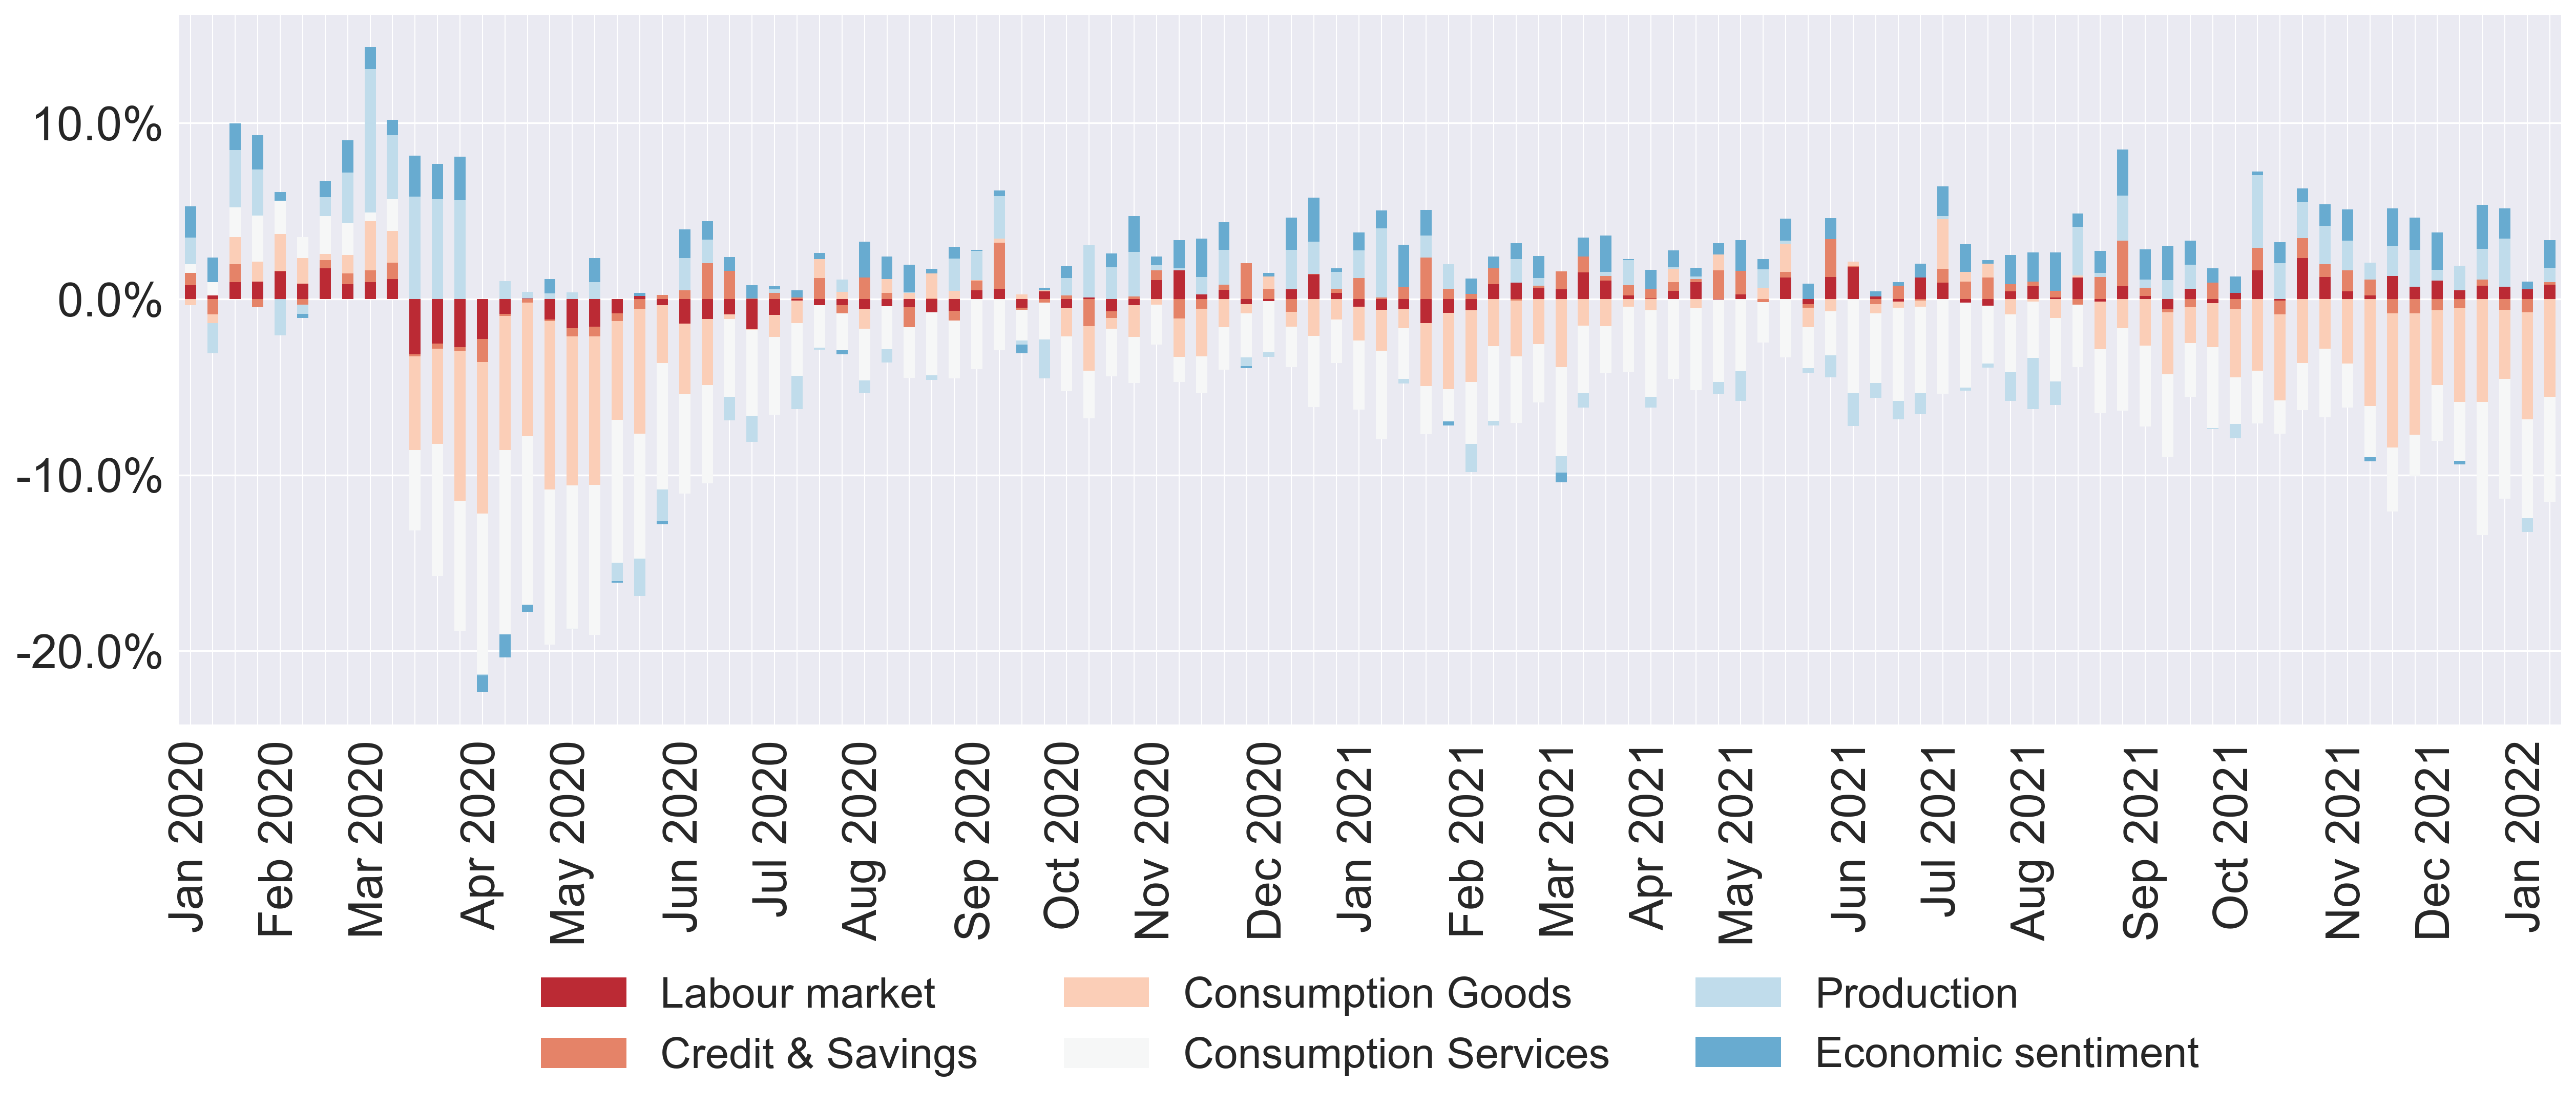 10.0%
0.0%
-10.0%
-20.0%
Jan 2020
Feb 2020
Mar 2020
Apr 2020
May 2020
Jun 2020
Jul 2020
Aug 2020
Sep 2020
Oct 2020
Nov 2020
Dec 2020
Jan 2021
Feb 2021
Mar 2021
Apr 2021
May 2021
Jun 2021
Jul 2021
Aug 2021
Sep 2021
Oct 2021
Nov 2021
Dec 2021
Jan 2022
Labour market
Credit & Savings
Consumption Goods
Consumption Services
Production
Economic sentiment